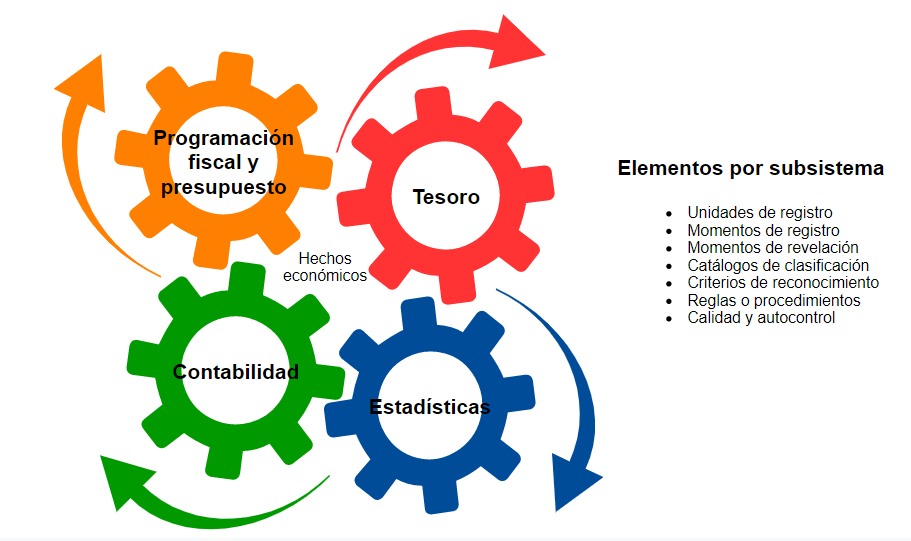 Programación
fiscal y
presupuesto
Tesoro
Hechos
económicos
Contabilidad
Estadísticas
Elementos por subsistema
• Unidades de registro
• Momentos de registro
• Momentos de revelación
• Catálogos de clasificación
• Criterios de reconocimiento
• Reglas o procedimientos
• Calidad y autocontrol